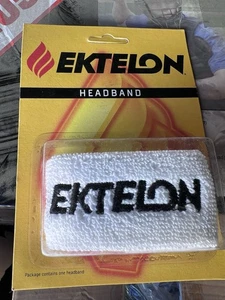 EKTELON
HEADBAND
EKTELON
Package contains one headband